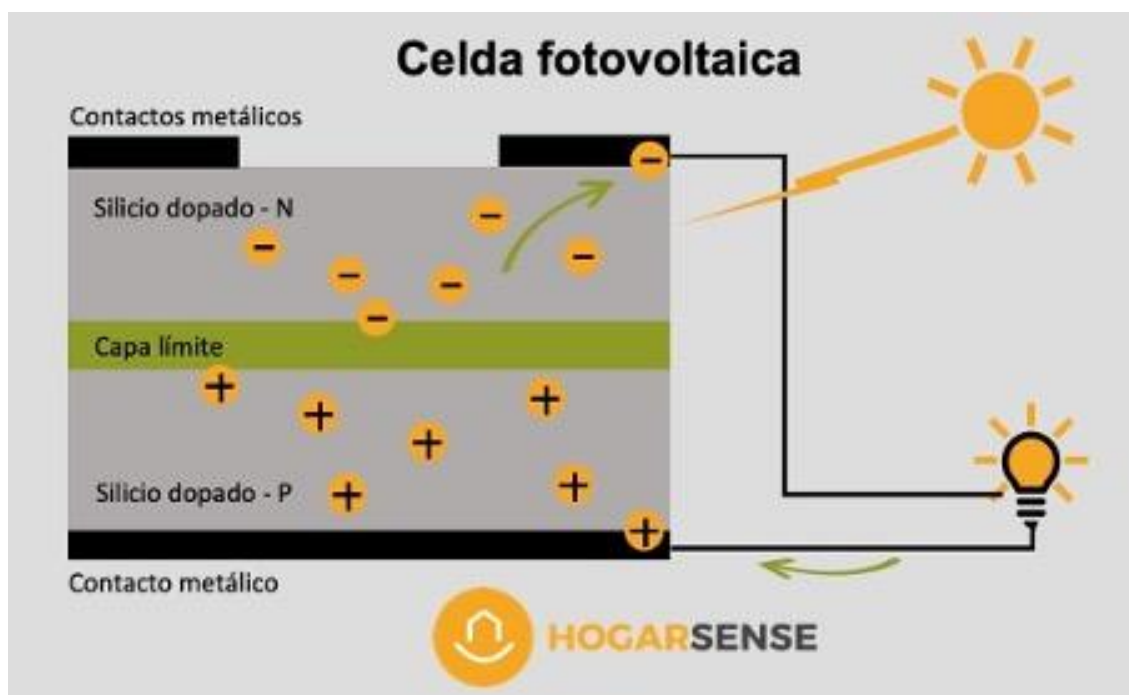 Celda fotovoltaica
Contactos metálicos
Silicio dopado - N
Capa límite
Silicio dopado - P
Contacto metálico
HOGARSENSE